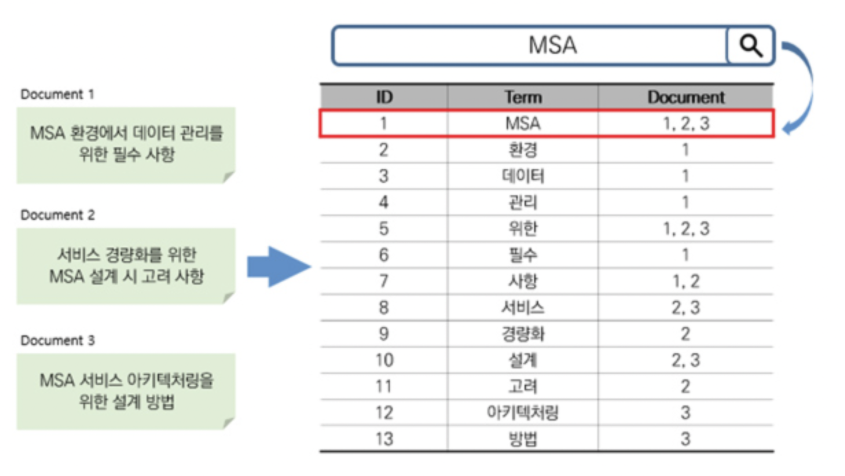 MSA
Document 1
MSA 환경에서 데이터 관리를
위한 필수 사항
Document 2
서비스 경량화를 위한
MSA 설계 시 고려 사항
Document 3
MSA 서비스 아키텍처링을
위한 설계 방법
ID Term Document
1 MSA 1, 2, 3
2 환경 1
3 데이터 1
4 관리 1
5 위한 1, 2, 3
6 필수 1
7 사항 1, 2
8 서비스 2, 3
9 경량화 2
10 설계 2, 3
11 고려 2
12 아키텍처링 3
13 방법 3